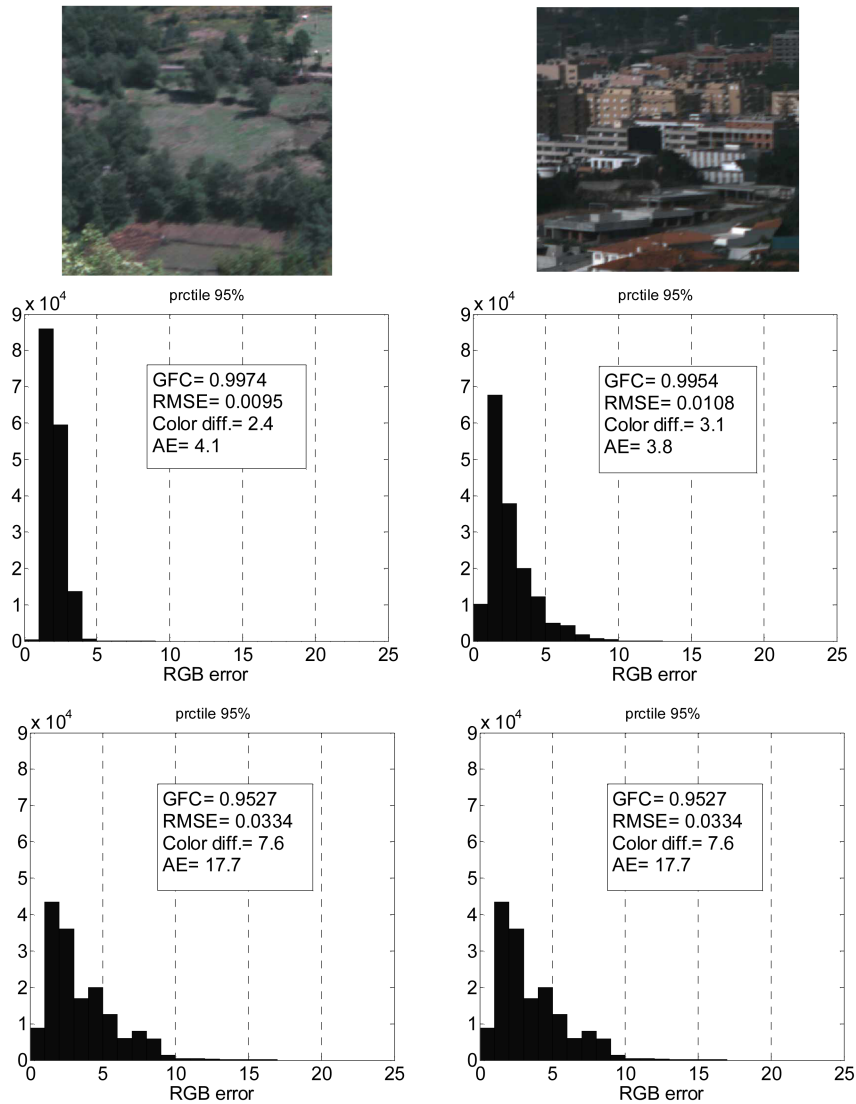 prctile 95%
x 10^4
9
8
7
6
5
4
3
2
1
0
GFC= 0.9974
RMSE= 0.0095
Color diff.= 2.4
AE= 4.1
0 5 10 15 20 25
RGB error
prctile 95%
x 10^4
9
8
7
6
5
4
3
2
1
0
GFC= 0.9954
RMSE= 0.0108
Color diff.= 3.1
AE= 3.8
0 5 10 15 20 25
RGB error
prctile 95%
x 10^4
9
8
7
6
5
4
3
2
1
0
GFC= 0.9527
RMSE= 0.0334
Color diff.= 7.6
AE= 17.7
0 5 10 15 20 25
RGB error
prctile 95%
x 10^4
9
8
7
6
5
4
3
2
1
0
GFC= 0.9527
RMSE= 0.0334
Color diff.= 7.6
AE= 17.7
0 5 10 15 20 25
RGB error